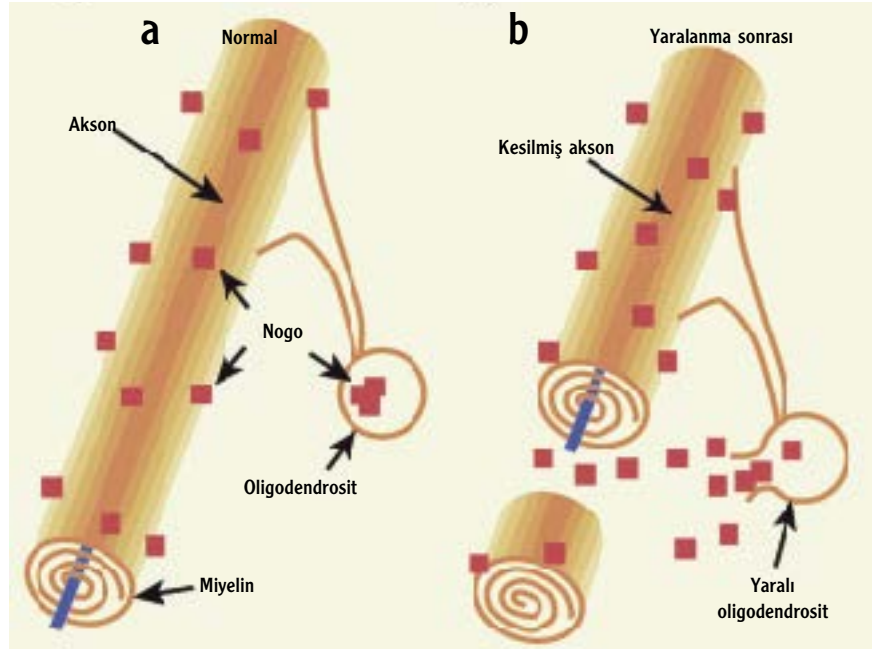 a
Normal
Akson
Nogo
Oligodendrosit
Miyelin
b
Yaralanma sonrası
Kesilmiş akson
Yaralı
oligodendrosit